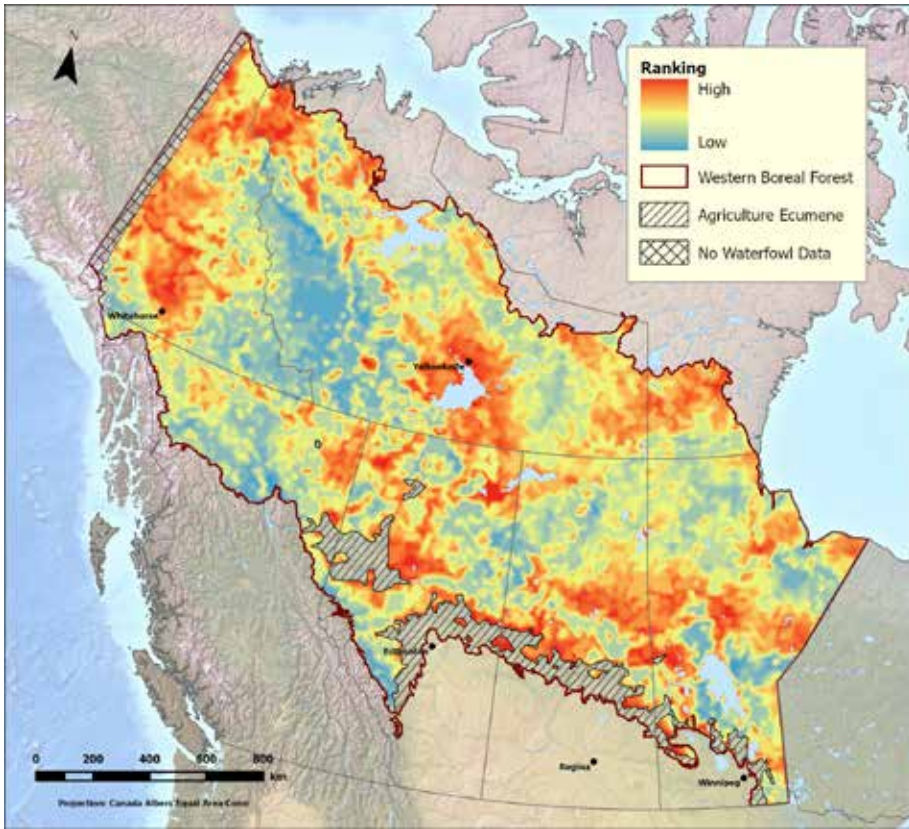 N
Ranking
High
Low
Western Boreal Forest
Agriculture Ecumene
No Waterfowl Data
Whitehorse
Yellowknife
Edmonton
Regina
Winnipeg
0 200 400 600 800
km
Projection: Canada Albers Equal Area Conic